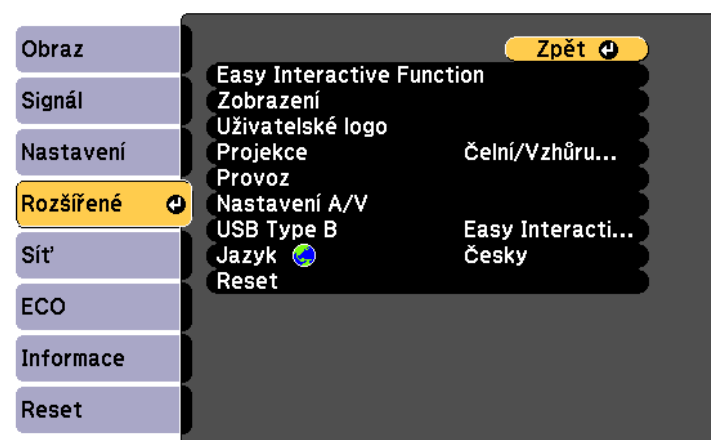 Obraz
Signál
Nastavení
Rozšířené
Síť
ECO
Informace
Reset
Zpět
Easy Interactive Function
Zobrazení
Uživatelské logo
Projekce Čelní/Vzhůru...
Provoz
Nastavení A/V
USB Type B Easy Interacti...
Jazyk Česky
Reset